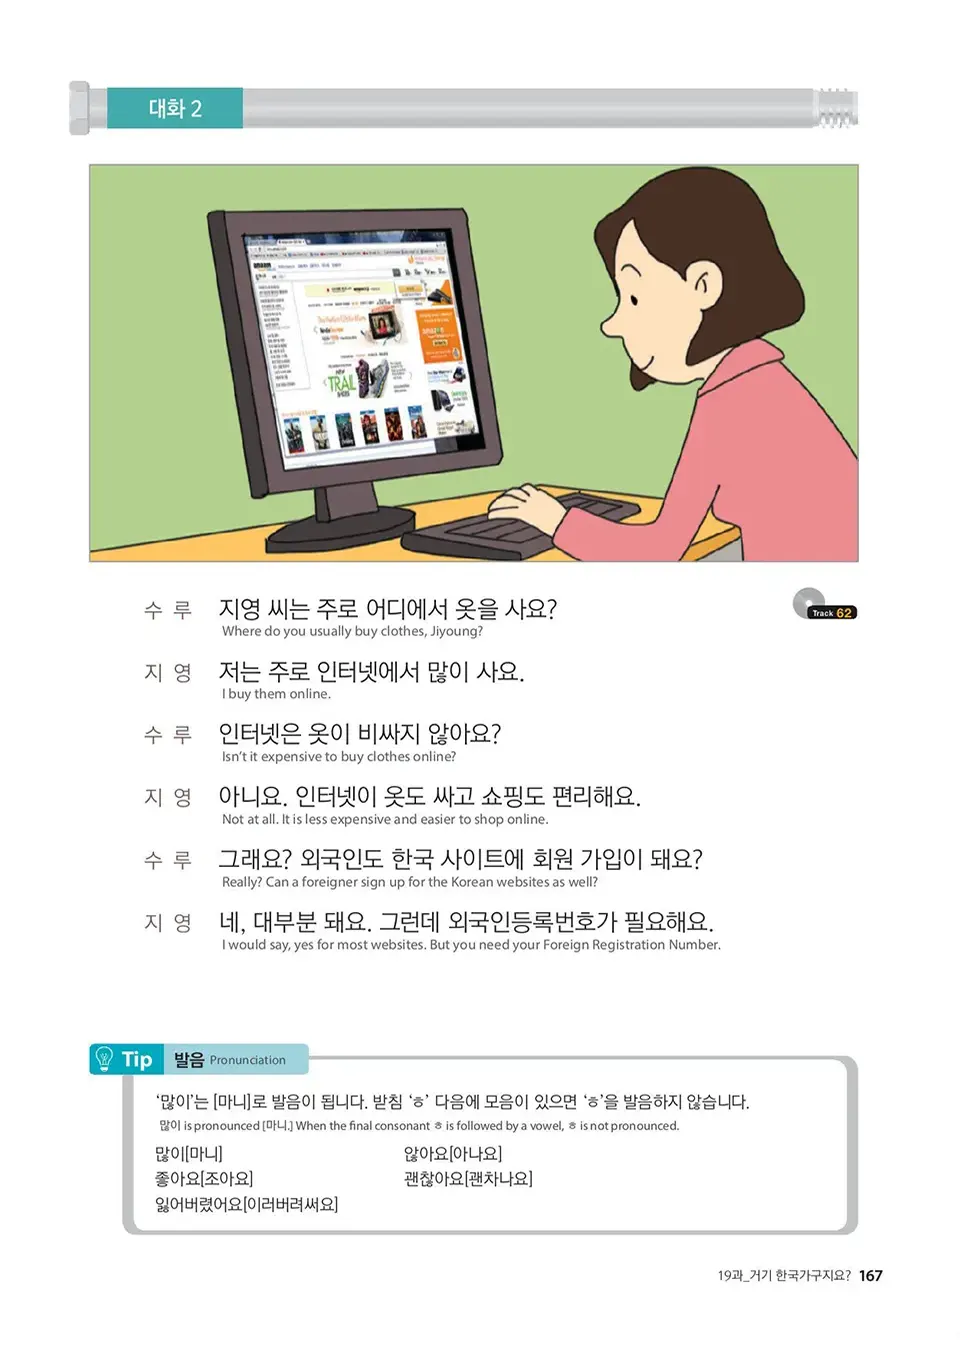 대화 2
amazon
NEW
TRAIL
SHOES
수 루 지영 씨는 주로 어디에서 옷을 사요?
Where do you usually buy clothes, Jiyoung?
Track 62
지 영 저는 주로 인터넷에서 많이 사요.
I buy them online.
수 루 인터넷은 옷이 비싸지 않아요?
Isn't it expensive to buy clothes online?
지 영 아니요. 인터넷이 옷도 싸고 쇼핑도 편리해요.
Not at all. It is less expensive and easier to shop online.
수 루 그래요? 외국인도 한국 사이트에 회원 가입이 돼요?
Really? Can a foreigner sign up for the Korean websites as well?
지 영 네, 대부분 돼요. 그런데 외국인등록번호가 필요해요.
I would say, yes for most websites. But you need your Foreign Registration Number.
Tip 발음 Pronunciation
'많이'는 [마니]로 발음이 됩니다. 받침 'ㅎ' 다음에 모음이 있으면 'ㅎ'을 발음하지 않습니다.
많이 is pronounced [마니.] When the final consonant ㅎ is followed by a vowel, ㅎ is not pronounced.
많이[마니] 않아요[아나요]
좋아요[조아요] 괜찮아요[괜차나요]
잃어버렸어요[이러버려써요]
19과_거기 한국가구지요? 167